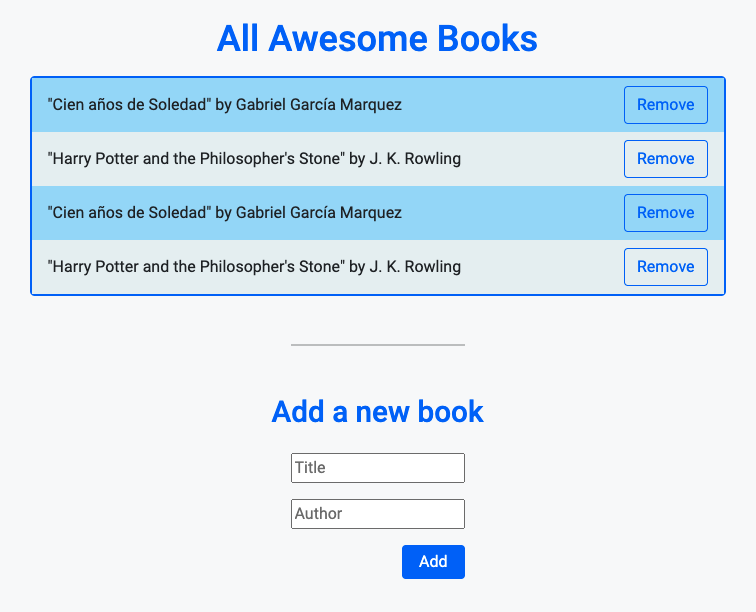 All Awesome Books
"Cien años de Soledad" by Gabriel García Marquez
Remove
"Harry Potter and the Philosopher's Stone" by J. K. Rowling
Remove
"Cien años de Soledad" by Gabriel García Marquez
Remove
"Harry Potter and the Philosopher's Stone" by J. K. Rowling
Remove
Add a new book
Title
Author
Add